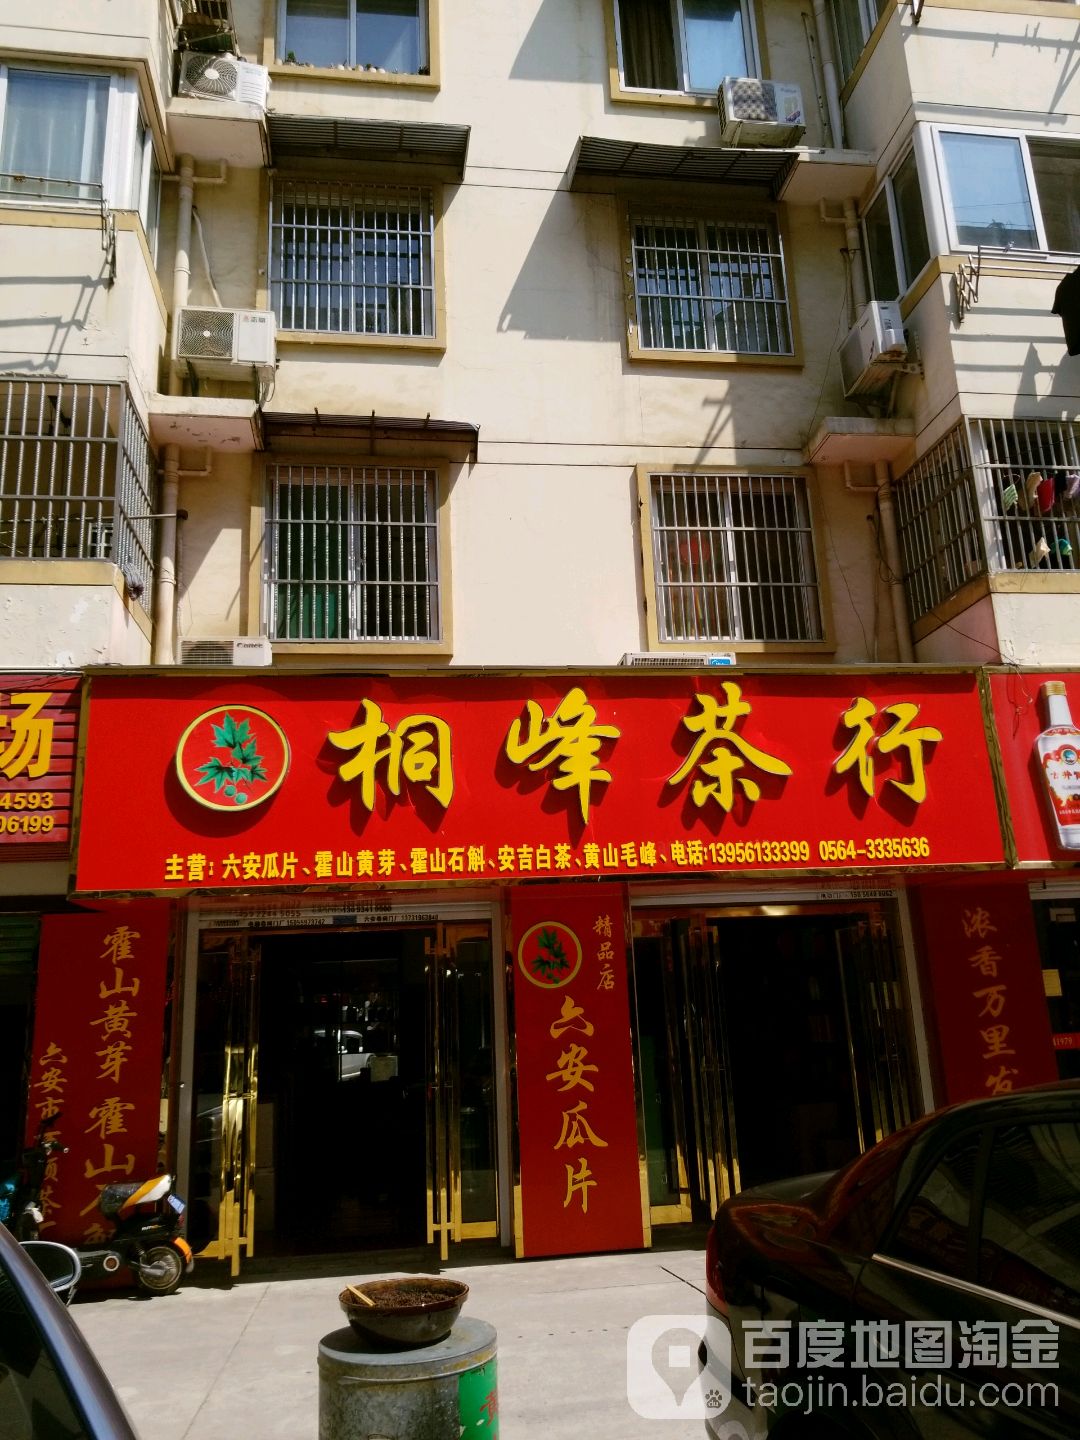 桐峰茶行
主营:六安瓜片、霍山黄芽、霍山石斛、安吉白茶、黄山毛峰、电话:13956133399 0564-3335636
场
4593
06199
霍山黄芽 霍山
六安市
精品店
六安瓜片
浓香万里发
百度地图淘金
taojin.baidu.com